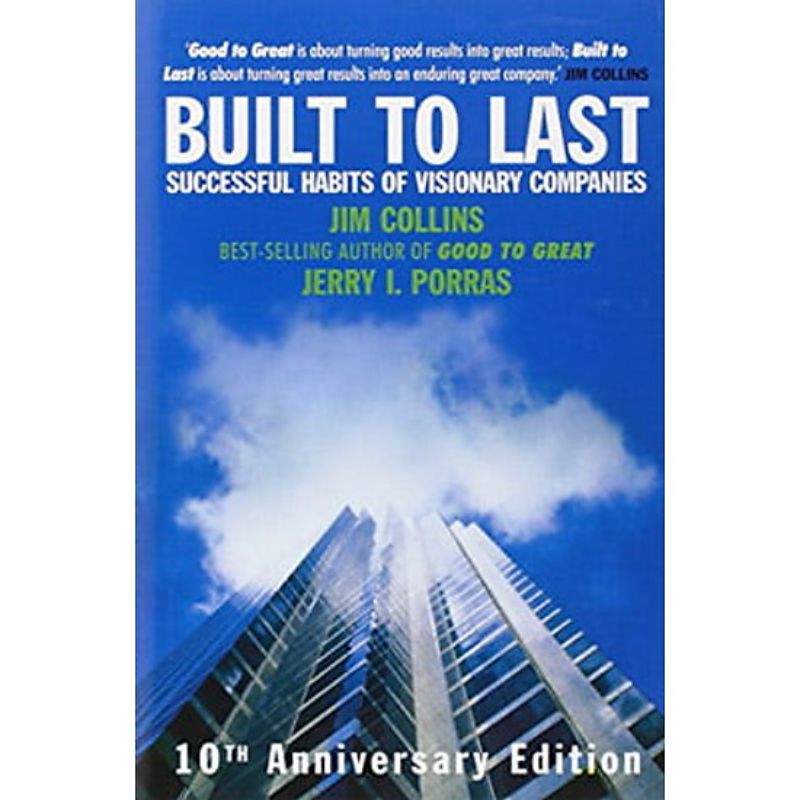 'Good to Great is about turning good results into great results; Built to
Last is about turning great results into an enduring great company.' JIM COLLINS
BUILT TO LAST
SUCCESSFUL HABITS OF VISIONARY COMPANIES
JIM COLLINS
BEST-SELLING AUTHOR OF GOOD TO GREAT
JERRY I. PORRAS
10TH Anniversary Edition